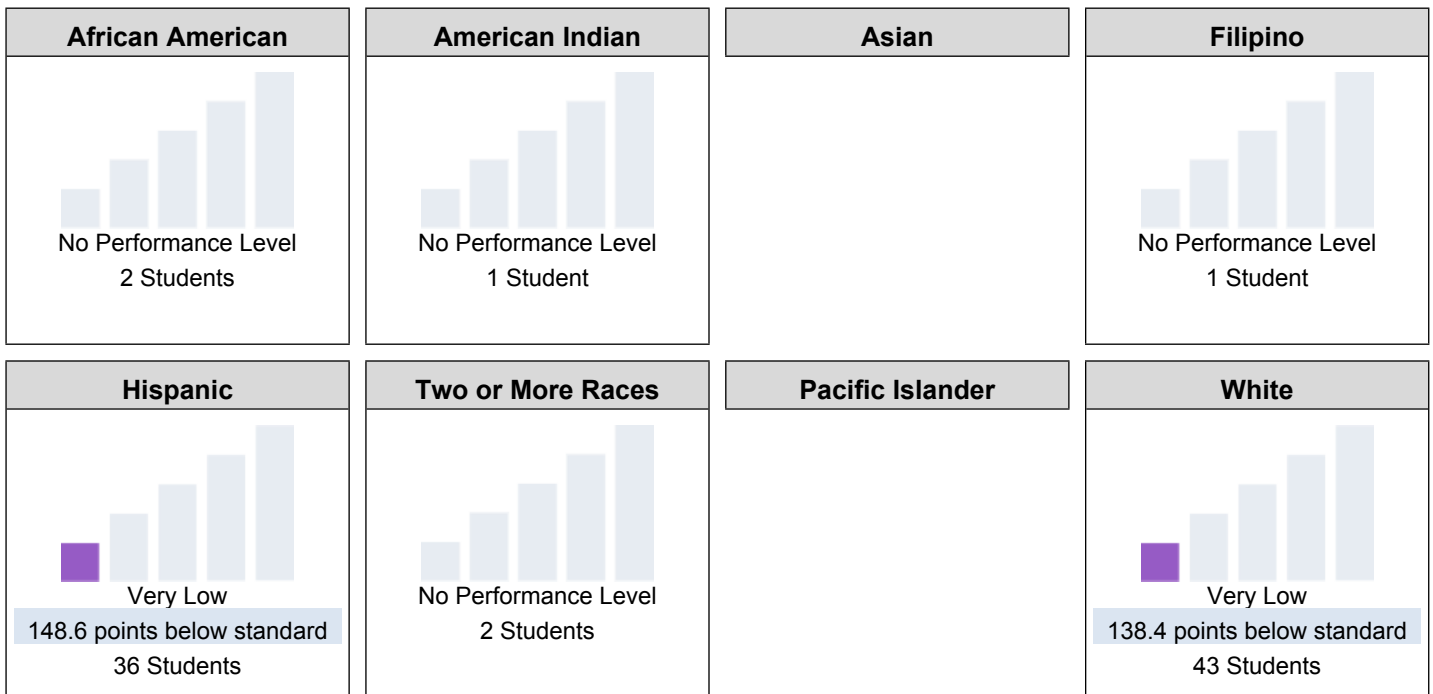 African American
No Performance Level
2 Students
American Indian
No Performance Level
1 Student
Asian
Filipino
No Performance Level
1 Student
Hispanic
Very Low
148.6 points below standard
36 Students
Two or More Races
No Performance Level
2 Students
Pacific Islander
White
Very Low
138.4 points below standard
43 Students